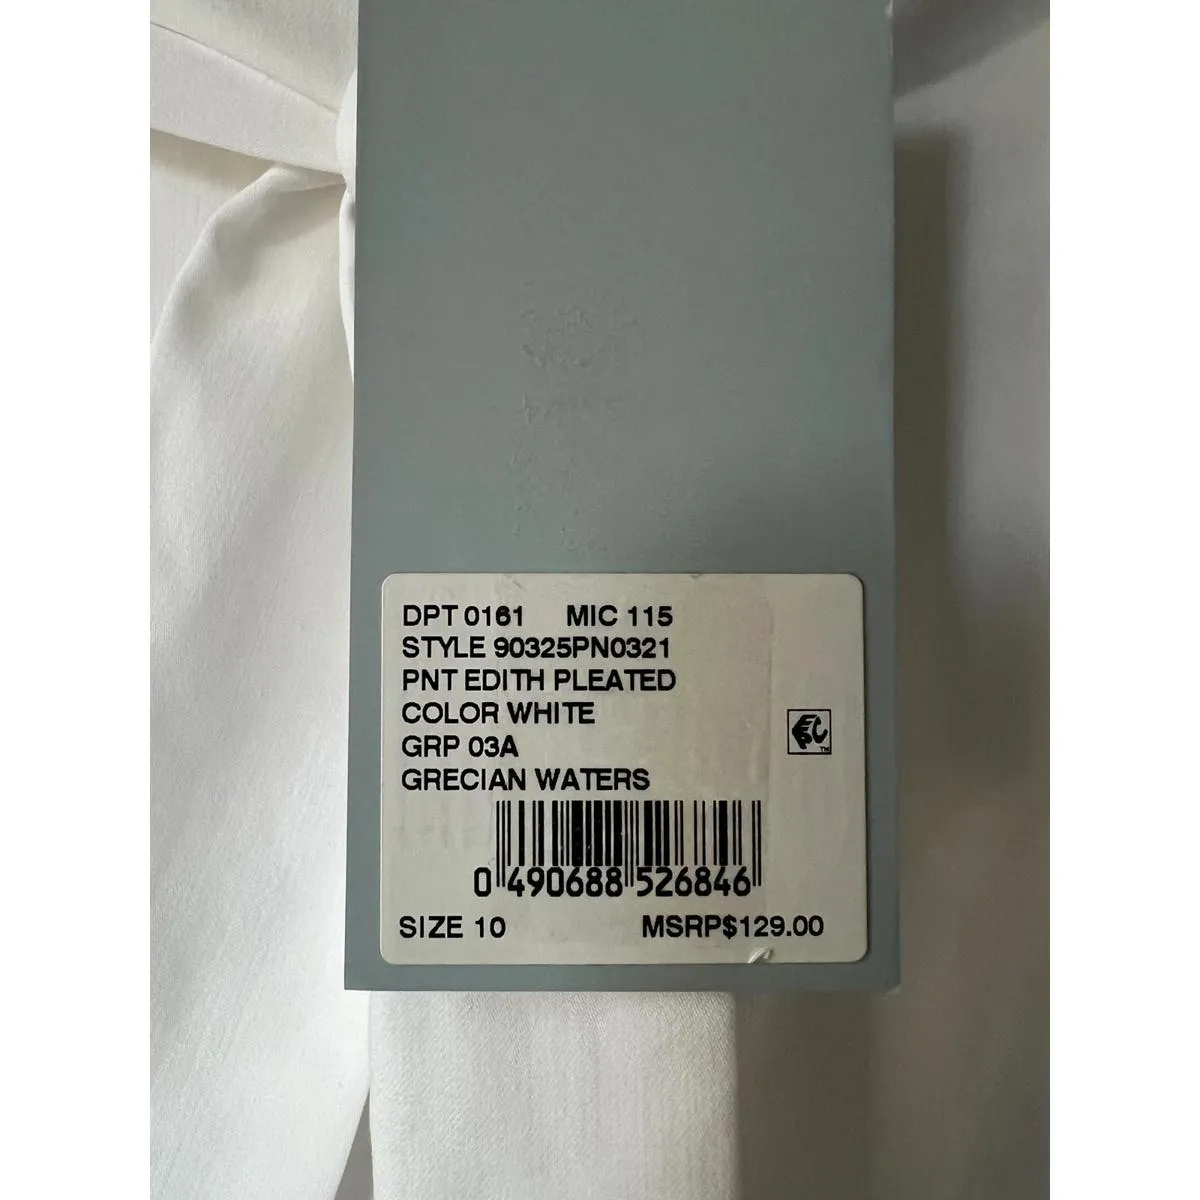 DPT 0161 MIC 115
STYLE 90325PN0321
PNT EDITH PLEATED
COLOR WHITE
GRP 03A
GRECIAN WATERS
0 490688 526846
SIZE 10 MSRP$129.00